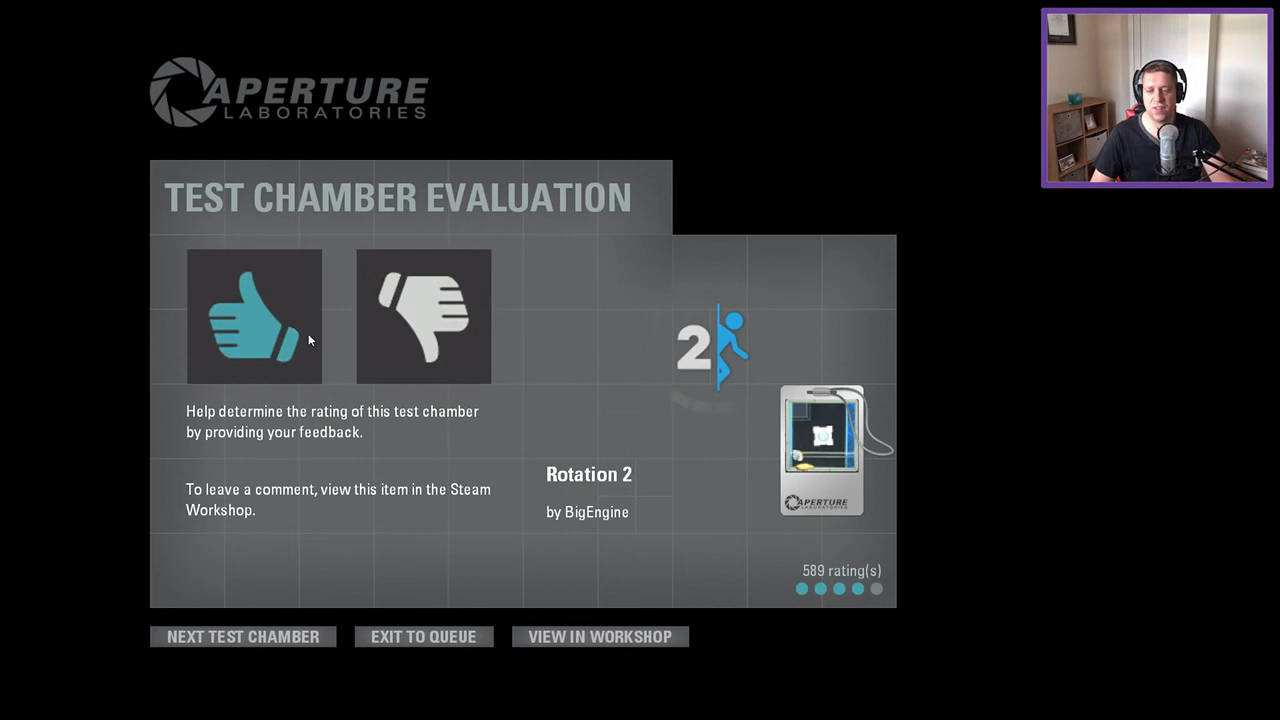 APERTURE
LABORATORIES
TEST CHAMBER EVALUATION
2
Help determine the rating of this test chamber
by providing your feedback.
To leave a comment, view this item in the Steam
Workshop.
Rotation 2
by BigEngine
APERTURE
589 rating(s)
NEXT TEST CHAMBER
EXIT TO QUEUE
VIEW IN WORKSHOP